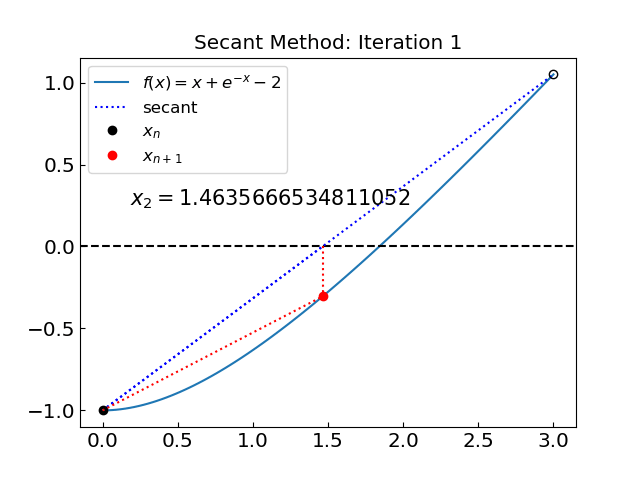 Secant Method: Iteration 1
f(x) = x + e^{-x} − 2
secant
x_n
x_{n+1}
x_2 = 1.4635666534811052
1.0
0.5
0.0
−0.5
−1.0
0.0 0.5 1.0 1.5 2.0 2.5 3.0